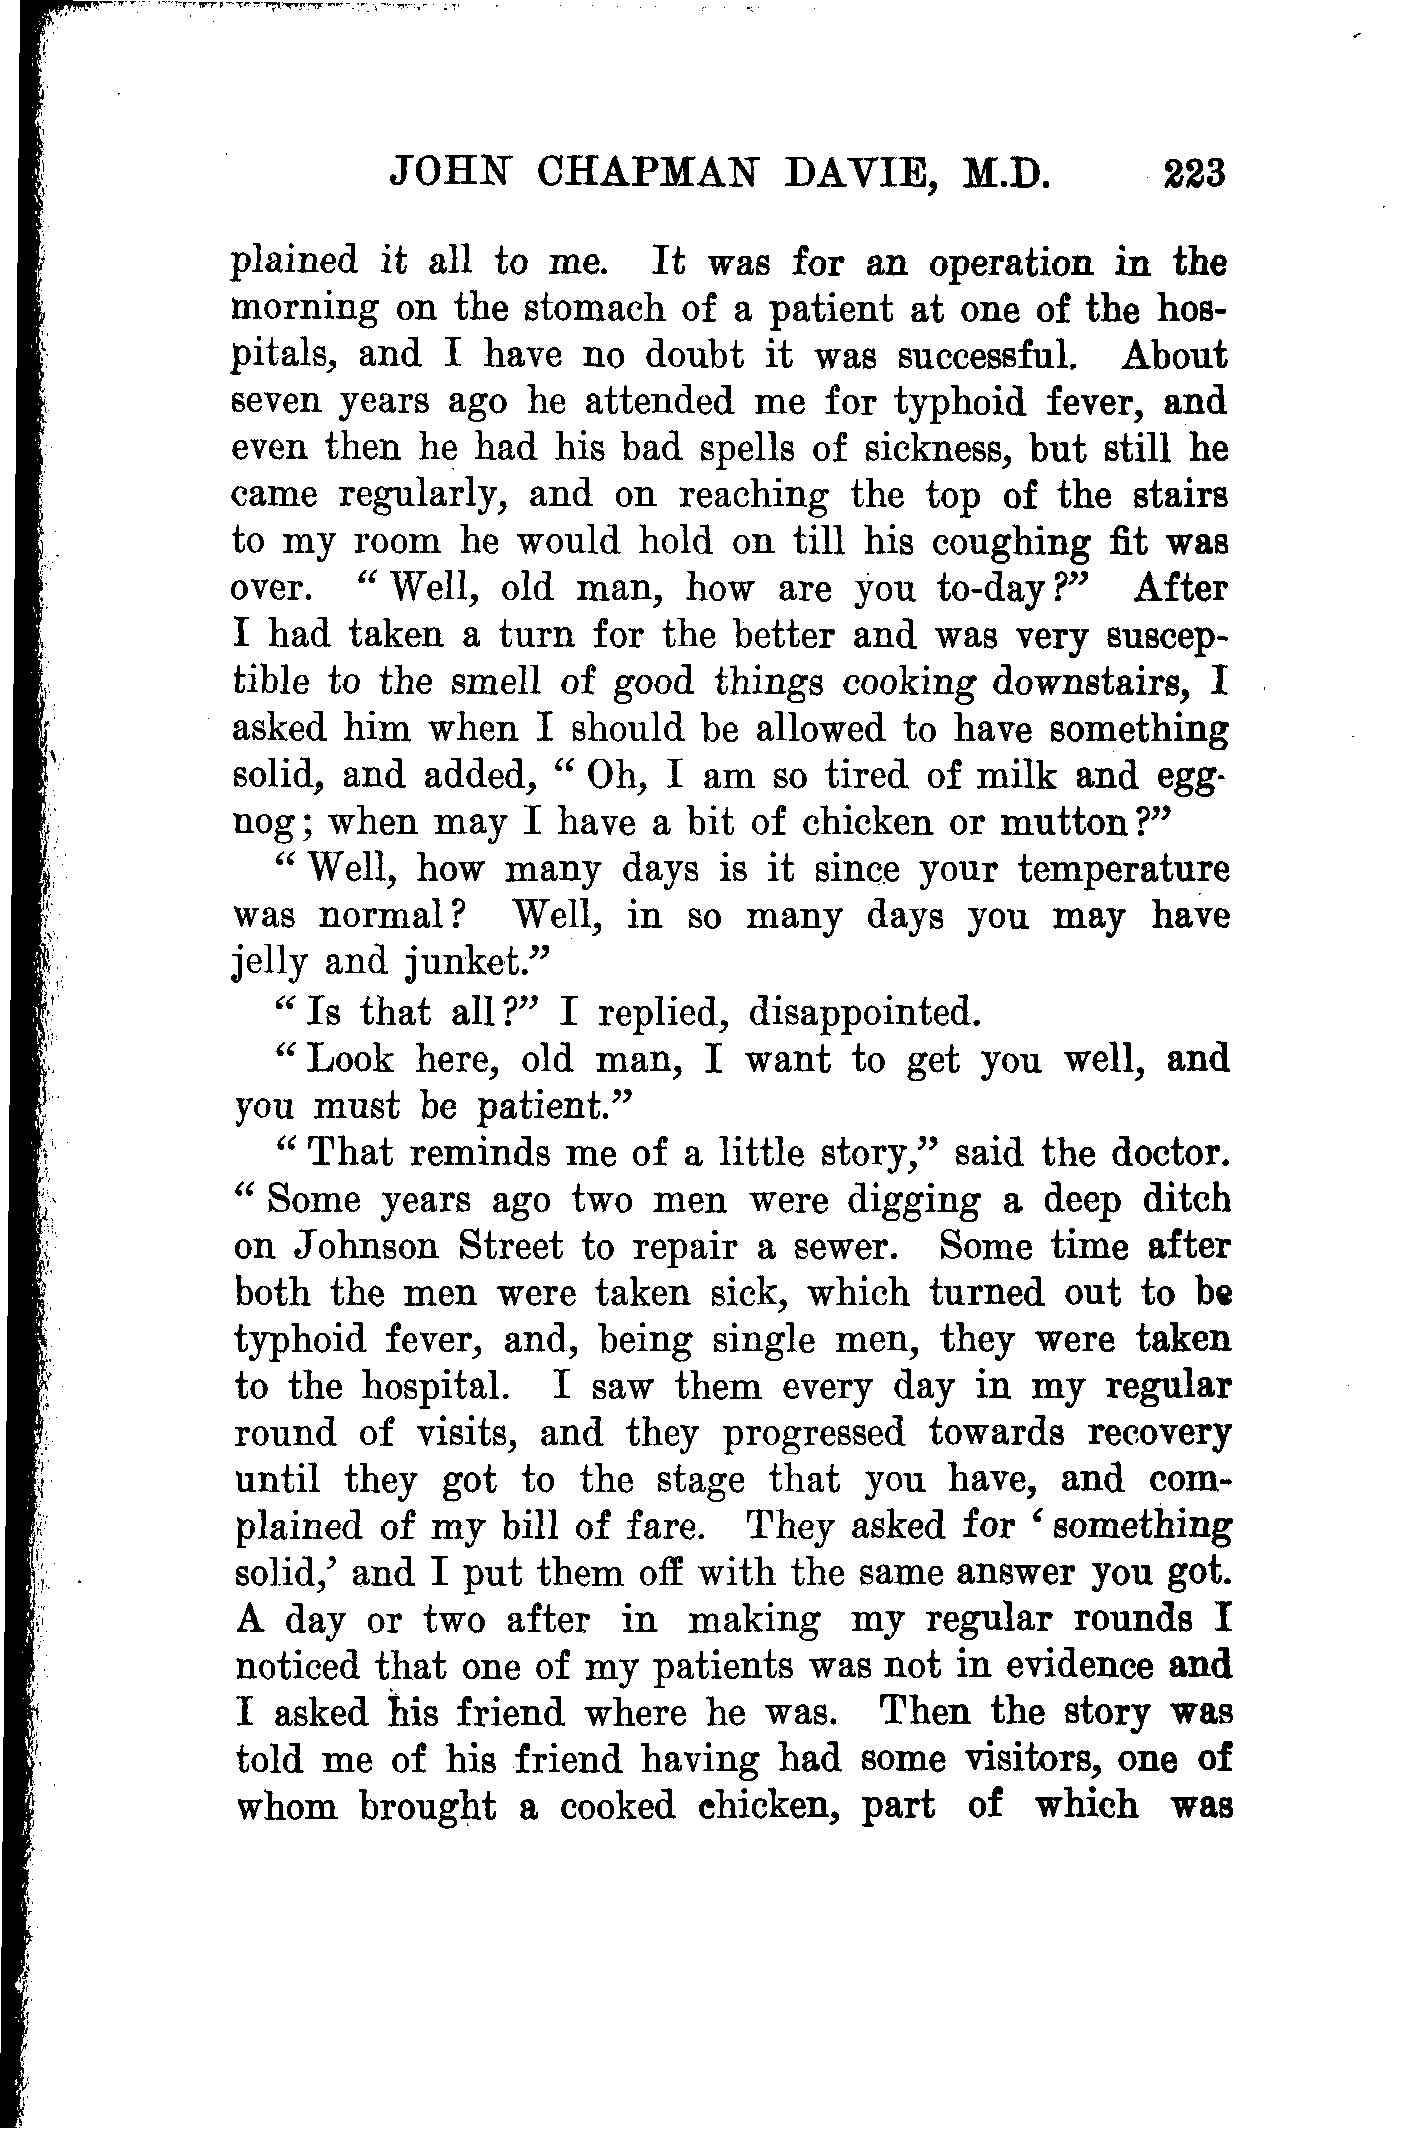 JOHN CHAPMAN DAVIE, M.D. 223
plained it all to me. It was for an operation in the
morning on the stomach of a patient at one of the hos-
pitals, and I have no doubt it was successful. About
seven years ago he attended me for typhoid fever, and
even then he had his bad spells of sickness, but still he
came regularly, and on reaching the top of the stairs
to my room he would hold on till his coughing fit was
over. “Well, old man, how are you to-day?” After
I had taken a turn for the better and was very suscep-
tible to the smell of good things cooking downstairs, I
asked him when I should be allowed to have something
solid, and added, “Oh, I am so tired of milk and egg-
nog; when may I have a bit of chicken or mutton?”
“Well, how many days is it since your temperature
was normal? Well, in so many days you may have
jelly and junket.”
“Is that all?” I replied, disappointed.
“Look here, old man, I want to get you well, and
you must be patient.”
“That reminds me of a little story,” said the doctor.
“Some years ago two men were digging a deep ditch
on Johnson Street to repair a sewer. Some time after
both the men were taken sick, which turned out to be
typhoid fever, and, being single men, they were taken
to the hospital. I saw them every day in my regular
round of visits, and they progressed towards recovery
until they got to the stage that you have, and com-
plained of my bill of fare. They asked for ‘something
solid,’ and I put them off with the same answer you got.
A day or two after in making my regular rounds I
noticed that one of my patients was not in evidence and
I asked his friend where he was. Then the story was
told me of his friend having had some visitors, one of
whom brought a cooked chicken, part of which was